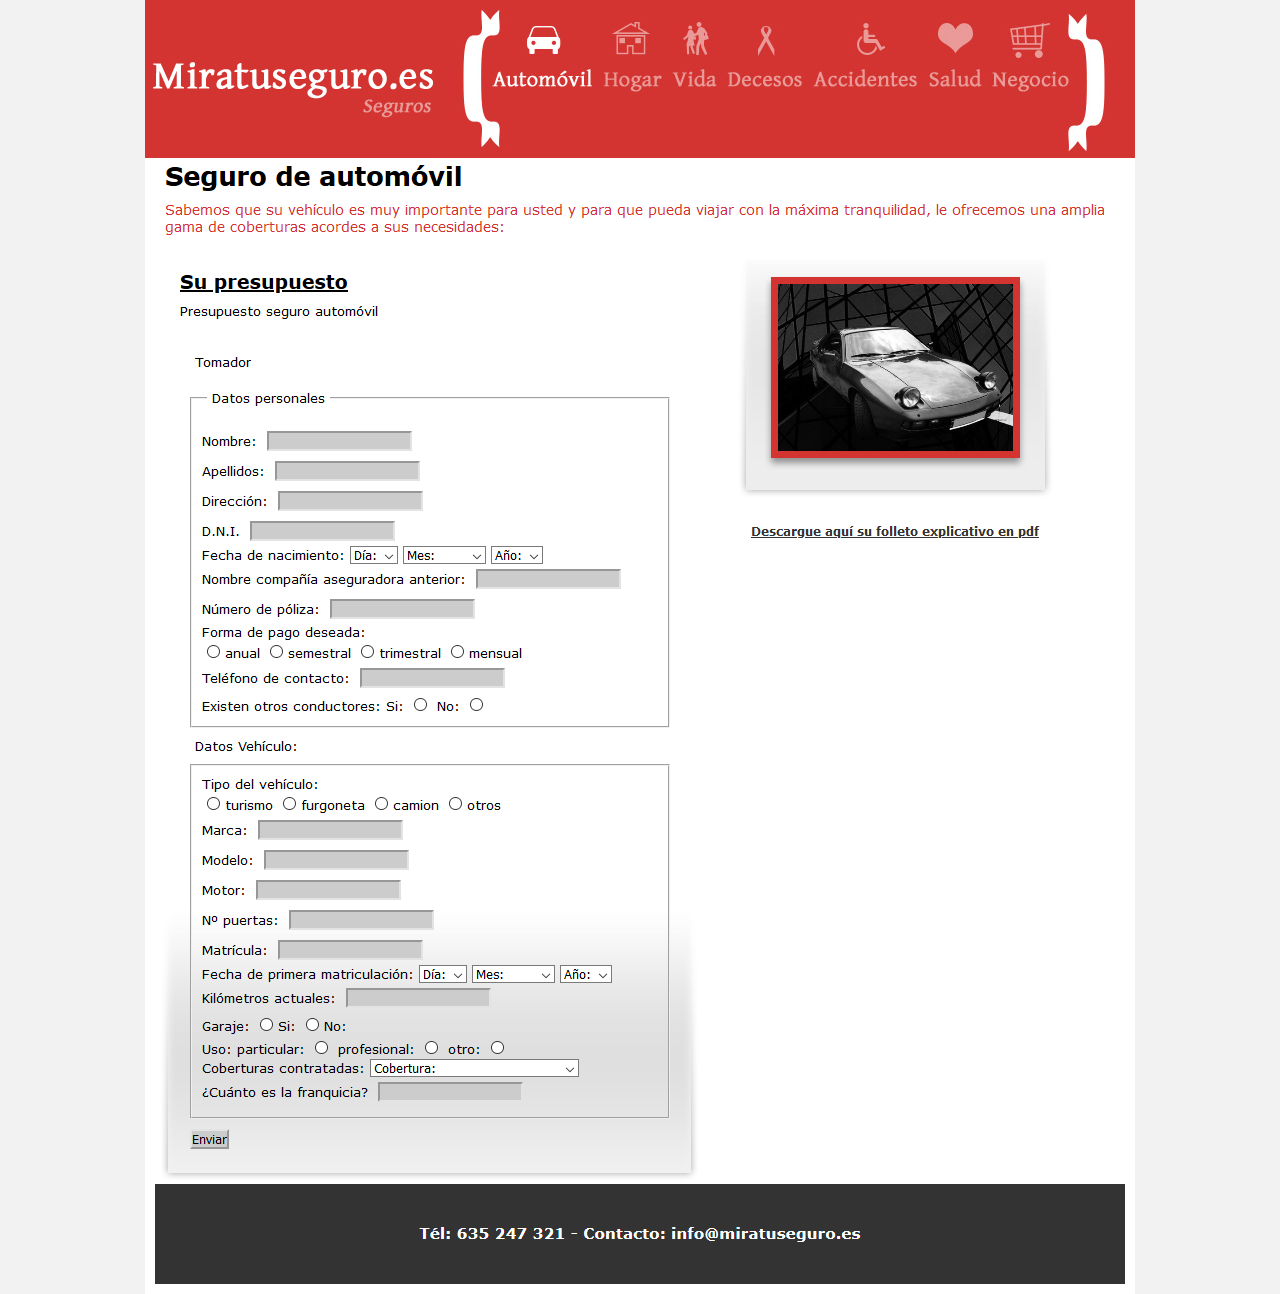 Miratuseguro.es
Seguros
Automóvil Hogar Vida Decesos Accidentes Salud Negocio
Seguro de automóvil
Sabemos que su vehículo es muy importante para usted y para que pueda viajar con la máxima tranquilidad, le ofrecemos una amplia
gama de coberturas acordes a sus necesidades:
Su presupuesto
Presupuesto seguro automóvil
Tomador
Datos personales
Nombre:
Apellidos:
Dirección:
D.N.I.
Fecha de nacimiento: Día: Mes: Año:
Nombre compañía aseguradora anterior:
Número de póliza:
Forma de pago deseada:
anual semestral trimestral mensual
Teléfono de contacto:
Existen otros conductores: Si: No:
Datos Vehículo:
Tipo del vehículo:
turismo furgoneta camion otros
Marca:
Modelo:
Motor:
Nº puertas:
Matrícula:
Fecha de primera matriculación: Día: Mes: Año:
Kilómetros actuales:
Garaje: Si: No:
Uso: particular: profesional: otro:
Coberturas contratadas: Cobertura:
¿Cuánto es la franquicia?
Enviar
Descargue aquí su folleto explicativo en pdf
Tél: 635 247 321 - Contacto: info@miratuseguro.es